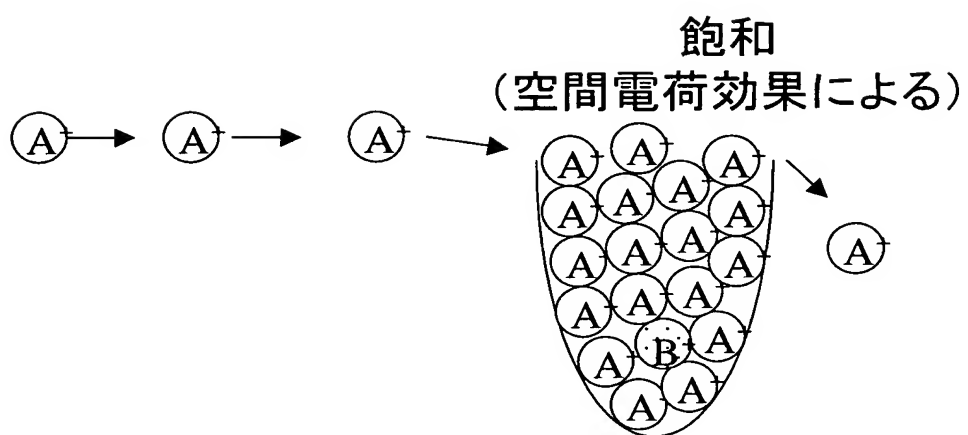 飽和
（空間電荷効果による）
A+ A+ A+
A+ A+ A+
A+ A+ A+ A+
A+ A+ A+ A+ A+
A+ A+ A+
A+ B+ A+
A+ A+